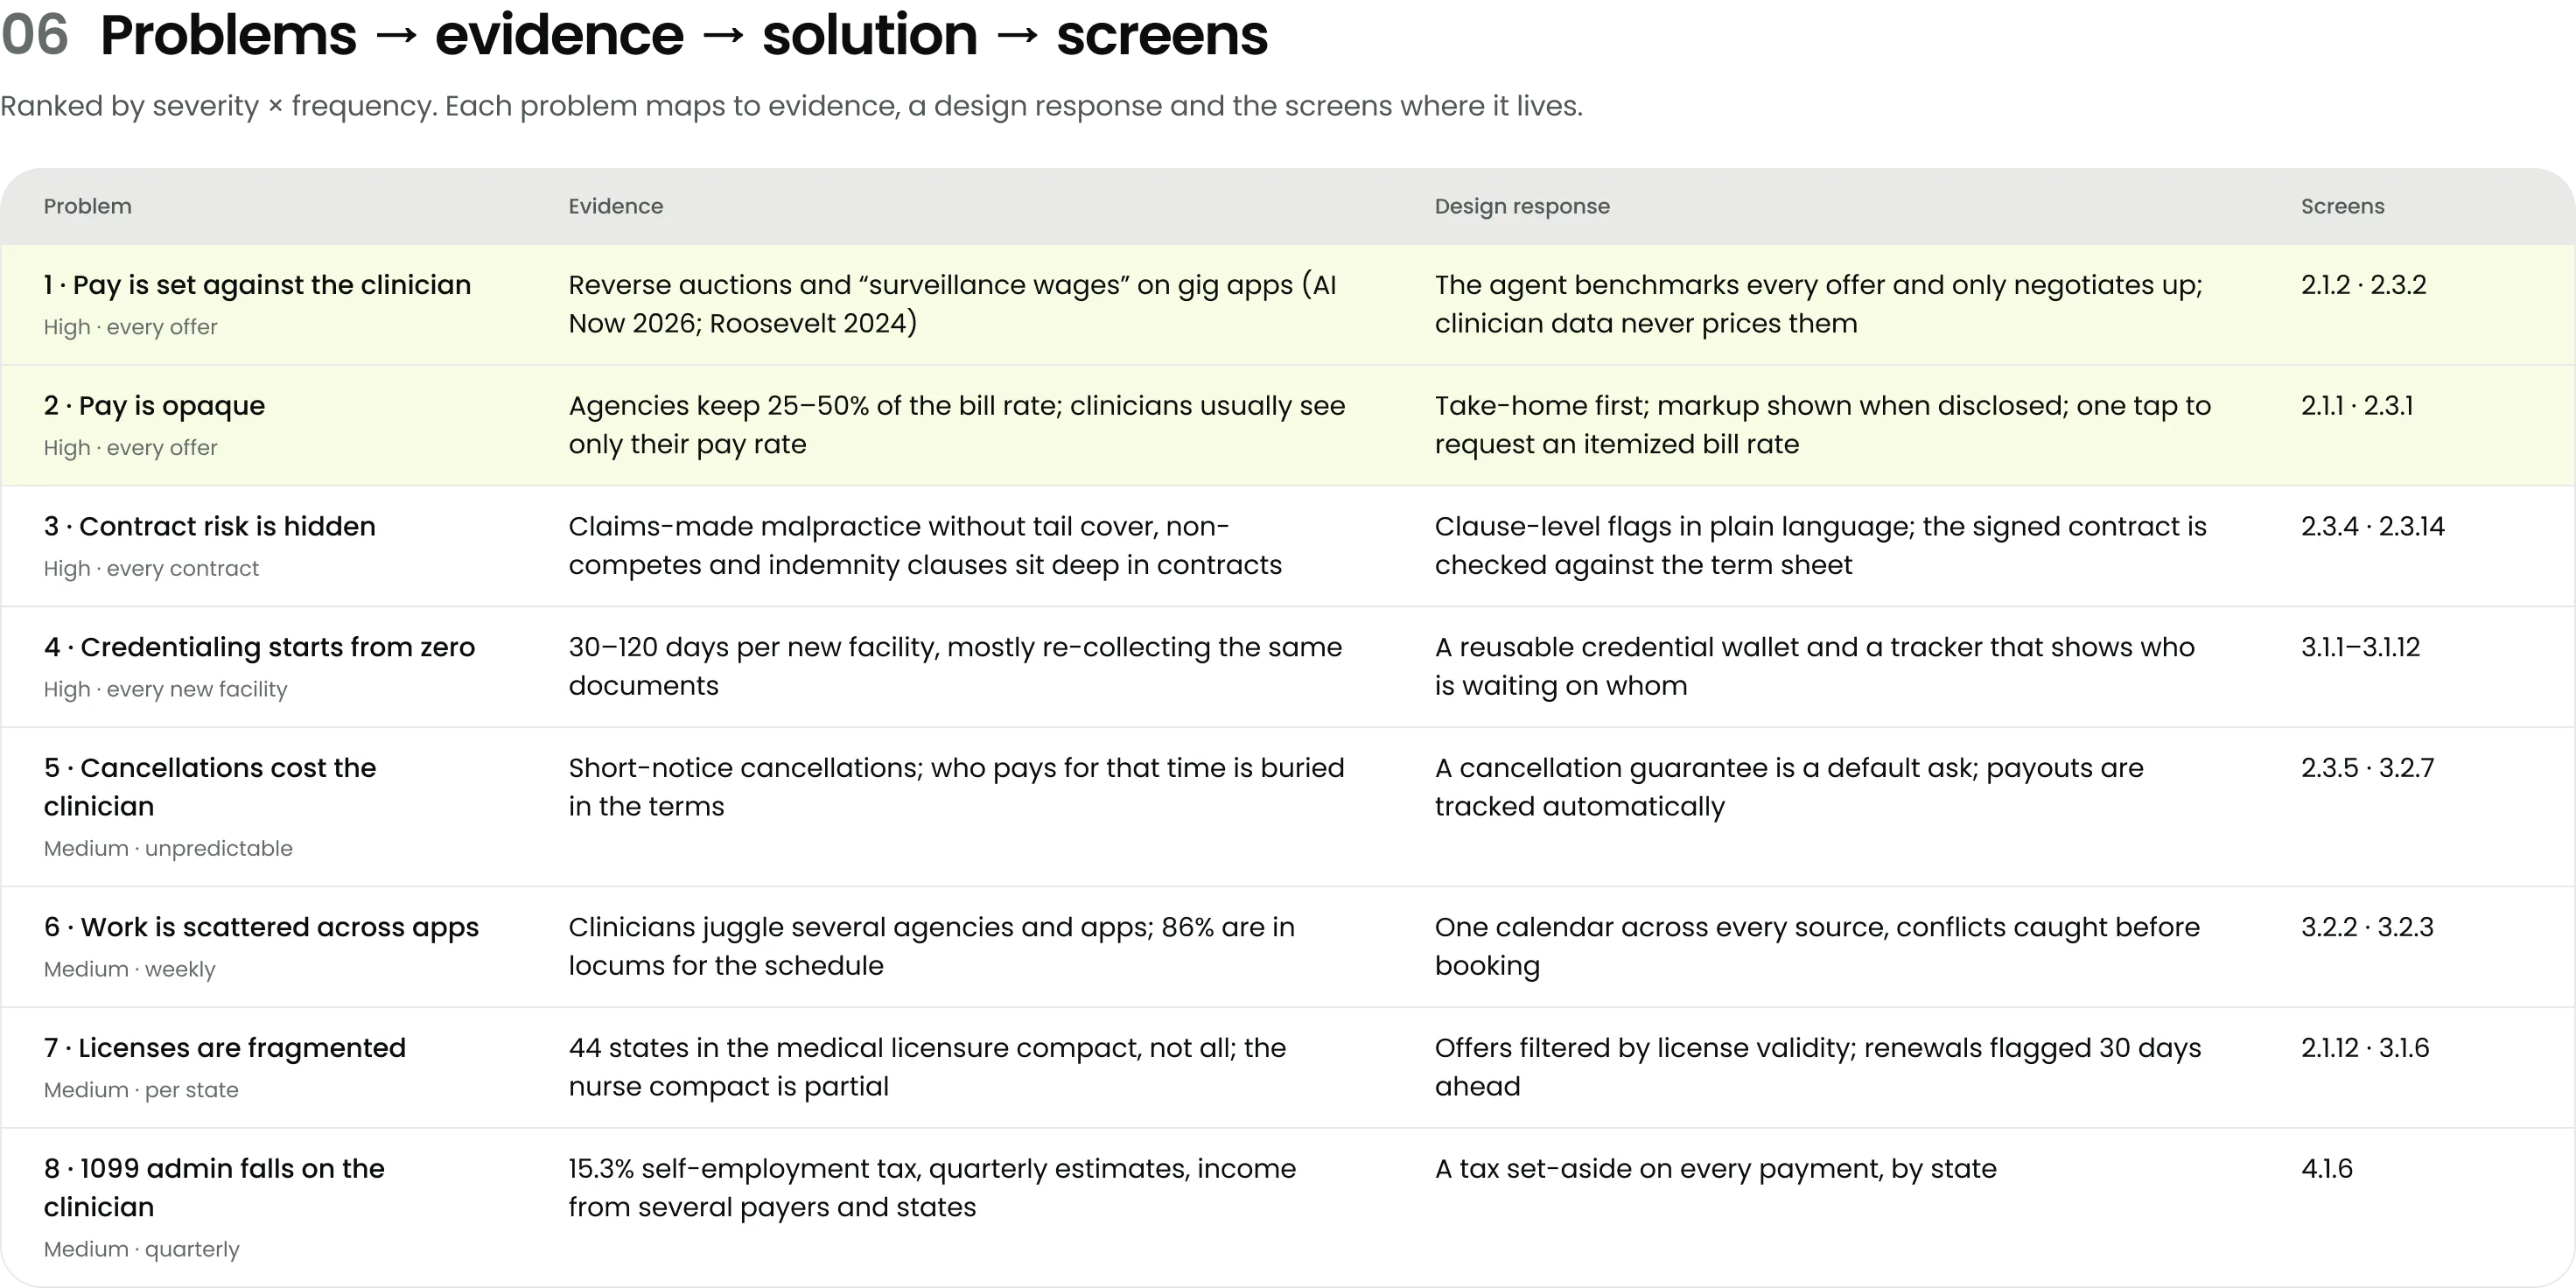 06 Problems → evidence → solution → screens
Ranked by severity × frequency. Each problem maps to evidence, a design response and the screens where it lives.
Problem Evidence Design response Screens
1 · Pay is set against the clinician
High · every offer
Reverse auctions and “surveillance wages” on gig apps (AI
Now 2026; Roosevelt 2024)
The agent benchmarks every offer and only negotiates up;
clinician data never prices them
2.1.2 · 2.3.2
2 · Pay is opaque
High · every offer
Agencies keep 25–50% of the bill rate; clinicians usually see
only their pay rate
Take-home first; markup shown when disclosed; one tap to
request an itemized bill rate
2.1.1 · 2.3.1
3 · Contract risk is hidden
High · every contract
Claims-made malpractice without tail cover, non-
competes and indemnity clauses sit deep in contracts
Clause-level flags in plain language; the signed contract is
checked against the term sheet
2.3.4 · 2.3.14
4 · Credentialing starts from zero
High · every new facility
30–120 days per new facility, mostly re-collecting the same
documents
A reusable credential wallet and a tracker that shows who
is waiting on whom
3.1.1–3.1.12
5 · Cancellations cost the
clinician
Medium · unpredictable
Short-notice cancellations; who pays for that time is buried
in the terms
A cancellation guarantee is a default ask; payouts are
tracked automatically
2.3.5 · 3.2.7
6 · Work is scattered across apps
Medium · weekly
Clinicians juggle several agencies and apps; 86% are in
locums for the schedule
One calendar across every source, conflicts caught before
booking
3.2.2 · 3.2.3
7 · Licenses are fragmented
Medium · per state
44 states in the medical licensure compact, not all; the
nurse compact is partial
Offers filtered by license validity; renewals flagged 30 days
ahead
2.1.12 · 3.1.6
8 · 1099 admin falls on the
clinician
Medium · quarterly
15.3% self-employment tax, quarterly estimates, income
from several payers and states
A tax set-aside on every payment, by state
4.1.6